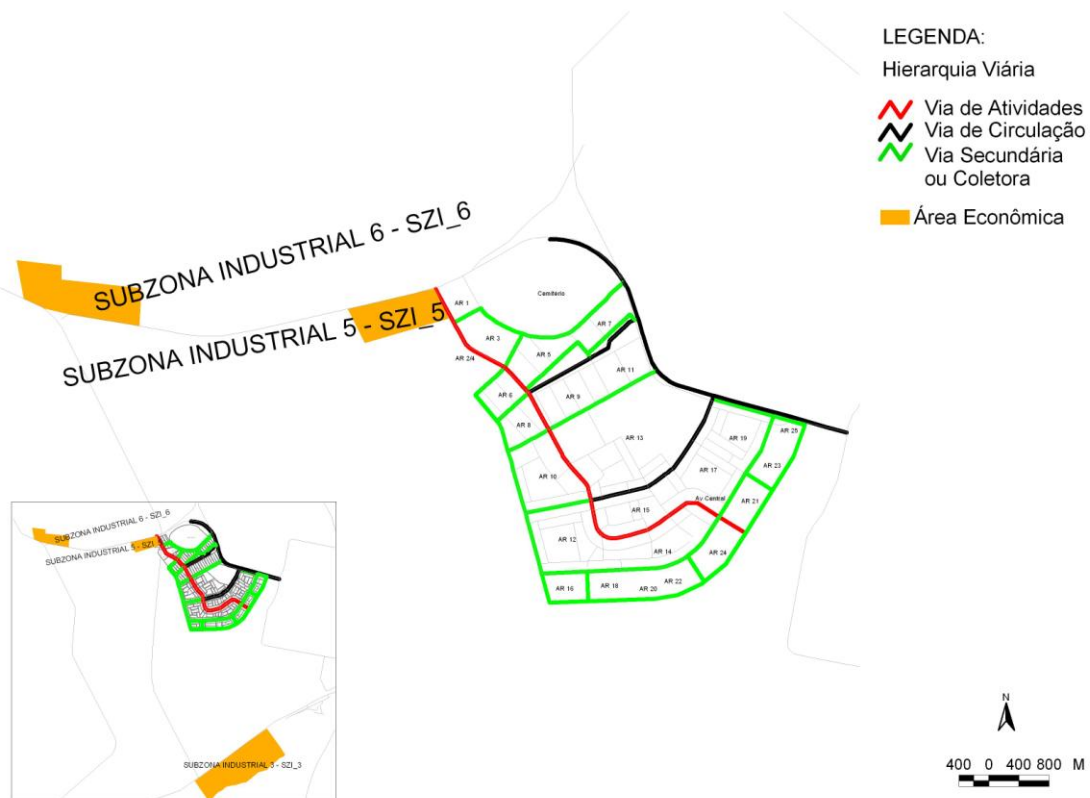 LEGENDA:
Hierarquia Viária
Via de Atividades
Via de Circulação
Via Secundária
ou Coletora
Área Econômica
SUBZONA INDUSTRIAL 6 - SZI_6
SUBZONA INDUSTRIAL 5 - SZI_5
Cemitério
AR 1
AR 3
AR 7
AR 2/4
AR 5
AR 11
AR 6
AR 9
AR 8
AR 13
AR 19
AR 25
AR 10
AR 17
AR 23
Av Central
AR 21
AR 15
AR 12
AR 14
AR 24
AR 16
AR 18
AR 20
AR 22
SUBZONA INDUSTRIAL 6 - SZI_6
SUBZONA INDUSTRIAL 5 - SZI_5
SUBZONA INDUSTRIAL 3 - SZI_3
N
400 0 400 800 M